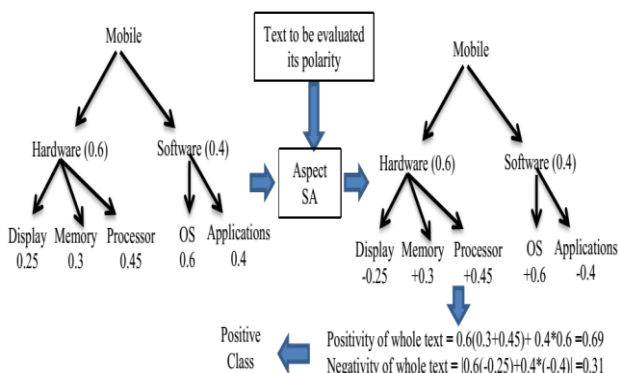 Mobile
Hardware (0.6)
Software (0.4)
Display
0.25
Memory
0.3
Processor
0.45
OS
0.6
Applications
0.4
Text to be evaluated
its polarity
Aspect
SA
Mobile
Hardware (0.6)
Software (0.4)
Display
-0.25
Memory
+0.3
Processor
+0.45
OS
+0.6
Applications
-0.4
Positive
Class
Positivity of whole text = 0.6(0.3+0.45)+ 0.4*0.6 =0.69
Negativity of whole text = |0.6(-0.25)+0.4*(-0.4)| =0.31